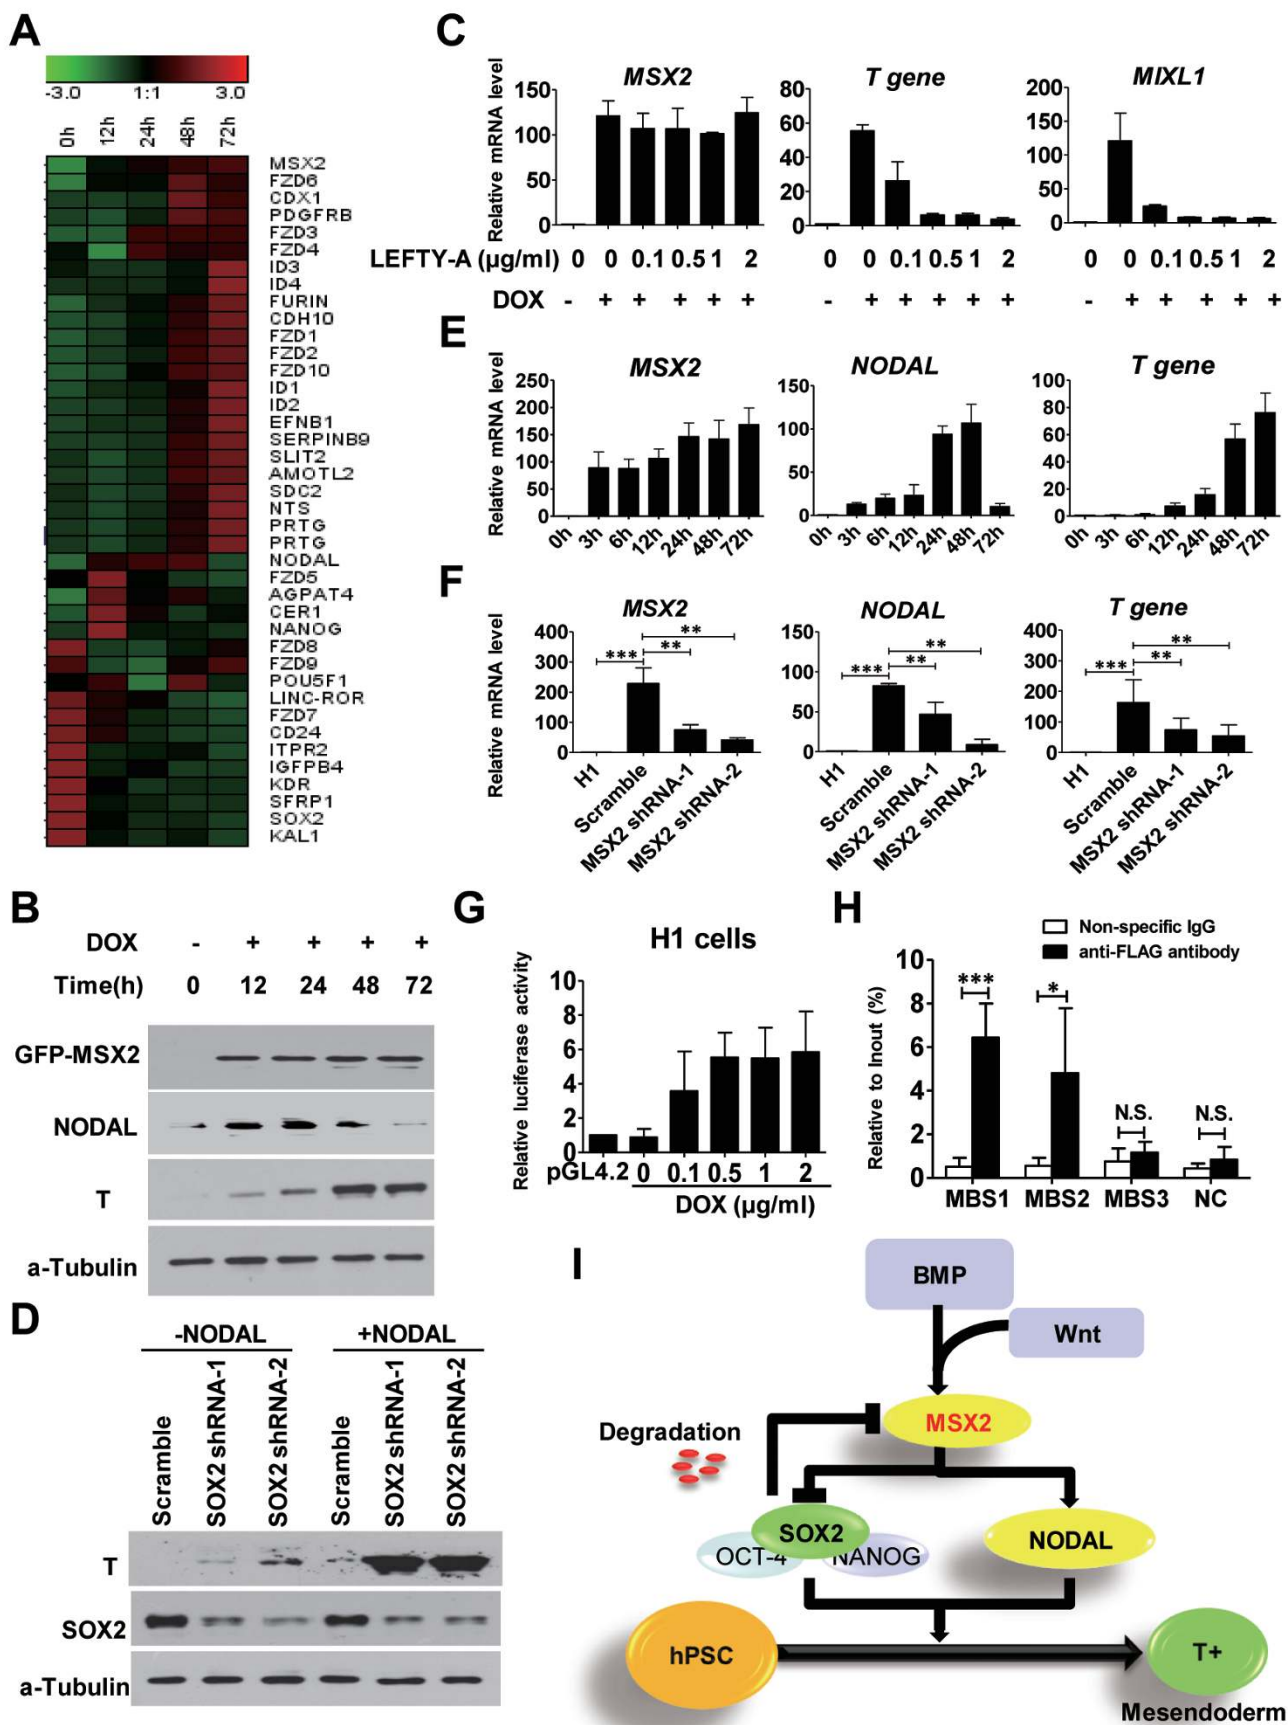 A
-3.0 1:1 3.0
0h 12h 24h 48h 72h
MSX2
FZD6
CDX1
PDGFRB
FZD3
FZD4
ID3
ID4
FURIN
CDH10
FZD1
FZD2
FZD10
ID1
ID2
EFNB1
SERPINB9
SLIT2
AMOTL2
SDC2
NTS
PRTG
PRTG
NODAL
FZD5
AGPAT4
CER1
NANOG
FZD8
FZD9
POU5F1
LINC-ROR
FZD7
CD24
ITPR2
IGFPB4
KDR
SFRP1
SOX2
KAL1
C
MSX2
T gene
MIXL1
Relative mRNA level
150
100
50
0
80
60
40
20
0
200
150
100
50
0
LEFTY-A (µg/ml) 0 0 0.1 0.5 1 2 0 0 0.1 0.5 1 2 0 0 0.1 0.5 1 2
DOX - + + + + + - + + + + + - + + + + +
E
MSX2
NODAL
T gene
Relative mRNA level
250
200
150
100
50
0
150
100
50
0
100
80
60
40
20
0
0h 3h 6h 12h 24h 48h 72h
0h 3h 6h 12h 24h 48h 72h
0h 3h 6h 12h 24h 48h 72h
F
MSX2
NODAL
T gene
Relative mRNA level
400
300
200
100
0
150
100
50
0
400
300
200
100
0
*** ** **
*** ** **
*** ** **
H1 Scramble MSX2 shRNA-1 MSX2 shRNA-2
H1 Scramble MSX2 shRNA-1 MSX2 shRNA-2
H1 Scramble MSX2 shRNA-1 MSX2 shRNA-2
B
DOX - + + + +
Time(h) 0 12 24 48 72
GFP-MSX2
NODAL
T
a-Tubulin
G
H1 cells
Relative luciferase activity
10
8
6
4
2
0
pGL4.2 0 0.1 0.5 1 2
DOX (µg/ml)
H
Non-specific IgG
anti-FLAG antibody
Relative to Inout (%)
10
8
6
4
2
0
*** * N.S. N.S.
MBS1 MBS2 MBS3 NC
D
-NODAL +NODAL
Scramble SOX2 shRNA-1 SOX2 shRNA-2 Scramble SOX2 shRNA-1 SOX2 shRNA-2
T
SOX2
a-Tubulin
I
BMP
Wnt
MSX2
Degradation
SOX2
OCT-4 NANOG
NODAL
hPSC
T+
Mesendoderm